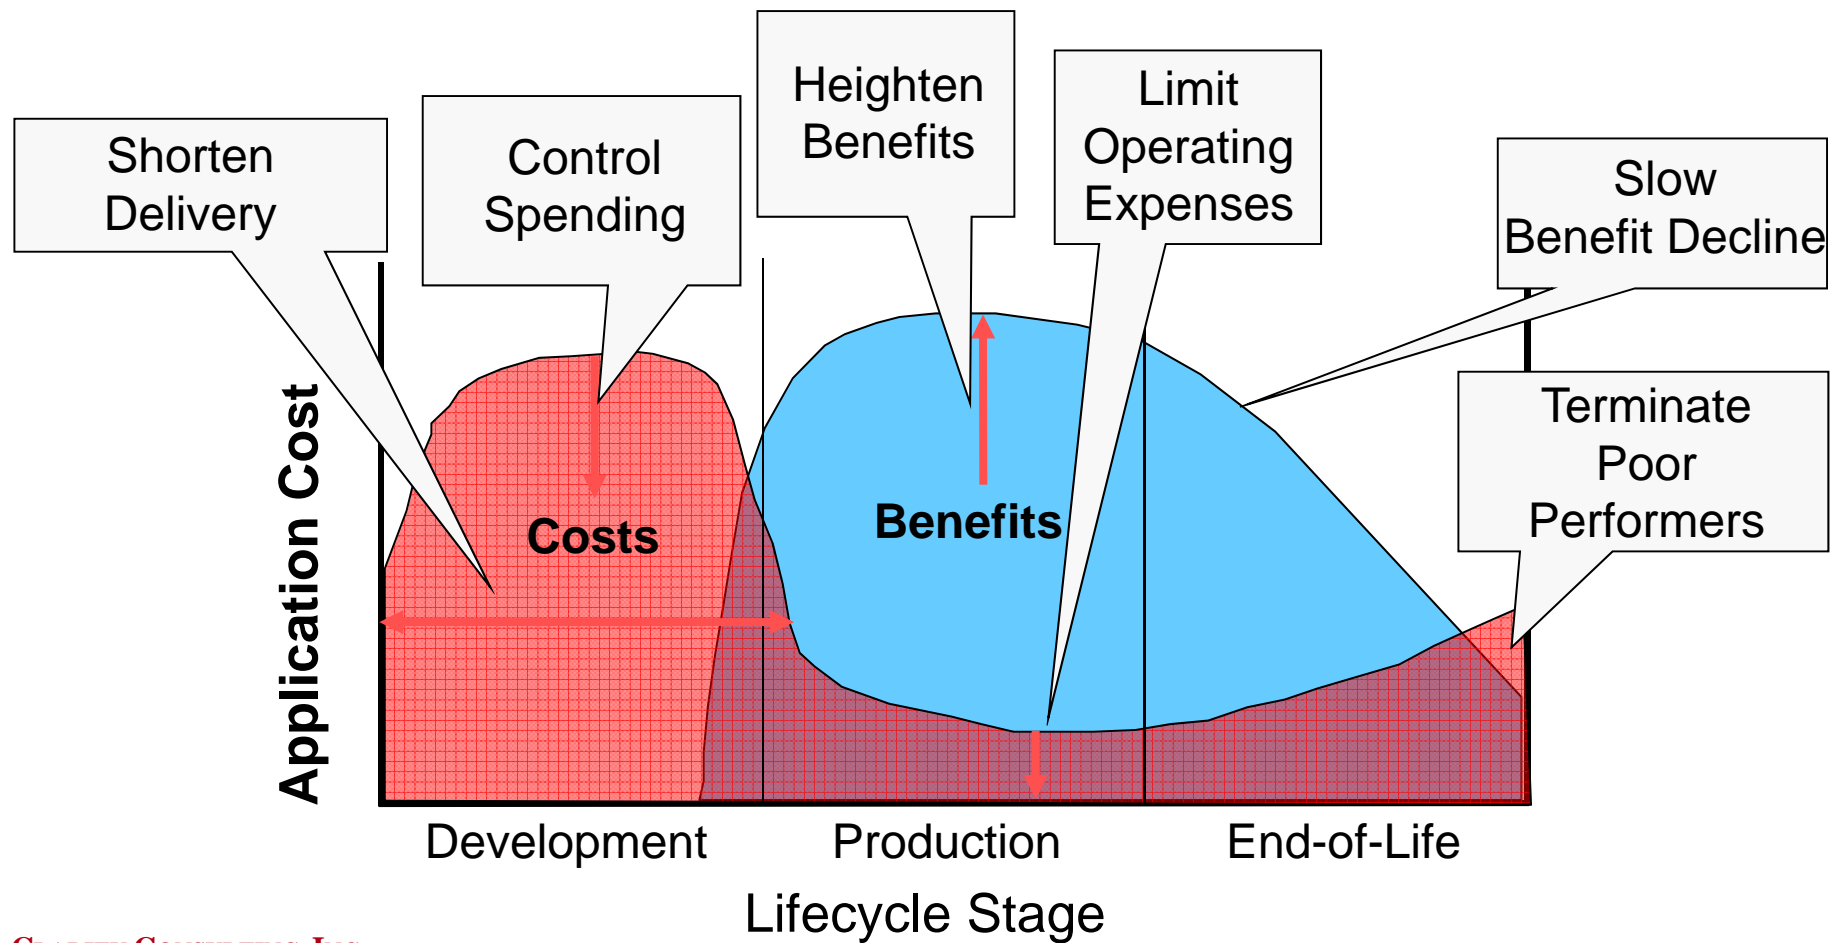 Heighten
Benefits
Limit
Operating
Expenses
Shorten
Delivery
Control
Spending
Slow
Benefit Decline
Terminate
Poor
Performers
Application Cost
Costs
Benefits
Development
Production
End-of-Life
Lifecycle Stage